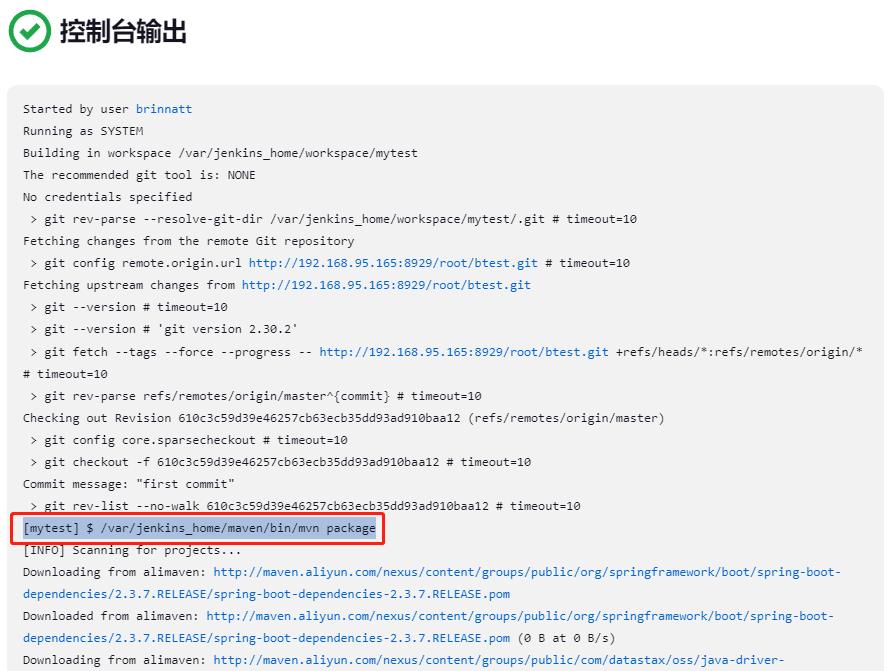 控制台输出
Started by user brinnatt
Running as SYSTEM
Building in workspace /var/jenkins_home/workspace/mytest
The recommended git tool is: NONE
No credentials specified
 > git rev-parse --resolve-git-dir /var/jenkins_home/workspace/mytest/.git # timeout=10
Fetching changes from the remote Git repository
 > git config remote.origin.url http://192.168.95.165:8929/root/btest.git # timeout=10
Fetching upstream changes from http://192.168.95.165:8929/root/btest.git
 > git --version # timeout=10
 > git --version # 'git version 2.30.2'
 > git fetch --tags --force --progress -- http://192.168.95.165:8929/root/btest.git +refs/heads/*:refs/remotes/origin/*
# timeout=10
 > git rev-parse refs/remotes/origin/master^{commit} # timeout=10
Checking out Revision 610c3c59d39e46257cb63ecb35dd93ad910baa12 (refs/remotes/origin/master)
 > git config core.sparsecheckout # timeout=10
 > git checkout -f 610c3c59d39e46257cb63ecb35dd93ad910baa12 # timeout=10
Commit message: "first commit"
 > git rev-list --no-walk 610c3c59d39e46257cb63ecb35dd93ad910baa12 # timeout=10
[mytest] $ /var/jenkins_home/maven/bin/mvn package
[INFO] Scanning for projects...
Downloading from alimaven: http://maven.aliyun.com/nexus/content/groups/public/org/springframework/boot/spring-boot-
dependencies/2.3.7.RELEASE/spring-boot-dependencies-2.3.7.RELEASE.pom
Downloaded from alimaven: http://maven.aliyun.com/nexus/content/groups/public/org/springframework/boot/spring-boot-
dependencies/2.3.7.RELEASE/spring-boot-dependencies-2.3.7.RELEASE.pom (0 B at 0 B/s)
Downloading from alimaven: http://maven.aliyun.com/nexus/content/groups/public/com/datastax/oss/java-driver-